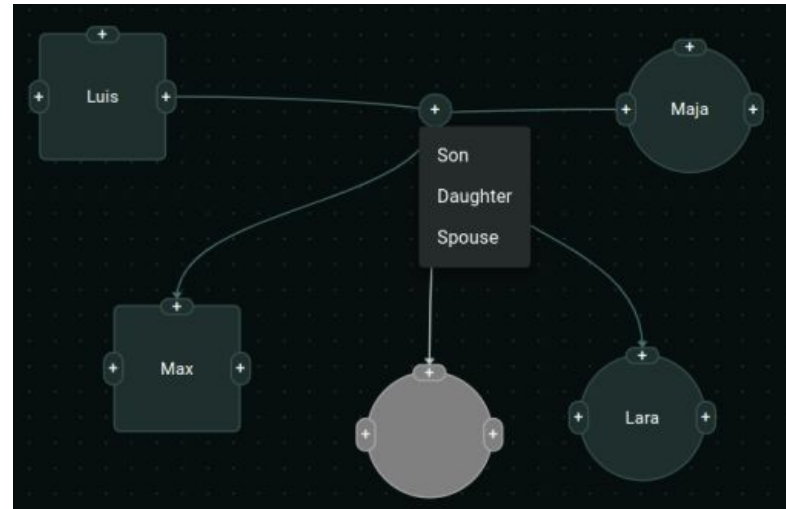 +
Luis
+
+
+
+
Maja
+
+
Son
Daughter
Spouse
+
+
Max
+
+
+
+
+
+
Lara
+